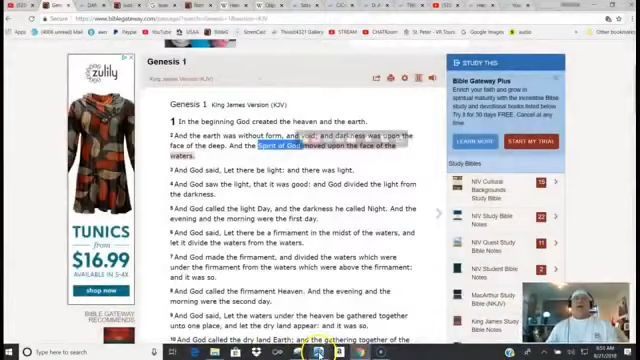 https://www.biblegateway.com/passage/?search=Genesis+1&version=KJV
zulily
TUNICS
from
$16.99
AVAILABLE IN S-4X
shop now
BIBLE GATEWAY
RECOMMENDS
Genesis 1
King James Version (KJV)
Genesis 1 King James Version (KJV)
1 In the beginning God created the heaven and the earth.
2 And the earth was without form, and void; and darkness was upon the
face of the deep. And the Spirit of God moved upon the face of the
waters.
3 And God said, Let there be light: and there was light.
4 And God saw the light, that it was good: and God divided the light from
the darkness.
5 And God called the light Day, and the darkness he called Night. And the
evening and the morning were the first day.
6 And God said, Let there be a firmament in the midst of the waters, and
let it divide the waters from the waters.
7 And God made the firmament, and divided the waters which were
under the firmament from the waters which were above the firmament:
and it was so.
8 And God called the firmament Heaven. And the evening and the
morning were the second day.
9 And God said, Let the waters under the heaven be gathered together
unto one place, and let the dry land appear: and it was so.
10 And God called the dry land Earth; and the gathering together of the
STUDY THIS
Bible Gateway Plus
Enrich your faith and grow in
spiritual maturity with the incredible Bible
study and devotional books listed below.
Try it for 30 days FREE. Cancel at any
time.
LEARN MORE
START MY TRIAL
Study Bibles
NIV Cultural
Backgrounds
Study Bible
15
NIV Study Bible
Notes
22
NIV Quest Study
Bible Notes
11
NIV Student Bible
Notes
2
MacArthur Study
Bible (NKJV)
King James Study
Type here to search
6:55 AM
6/21/2018